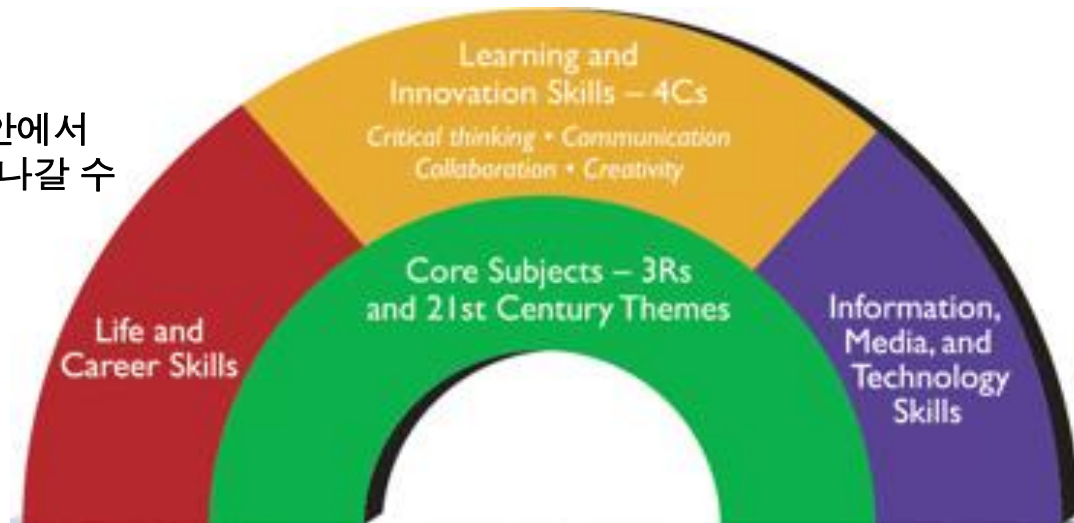 안에서
나갈 수
Learning and
Innovation Skills – 4Cs
Critical thinking • Communication
Collaboration • Creativity
Core Subjects – 3Rs
and 21st Century Themes
Life and
Career Skills
Information,
Media, and
Technology
Skills